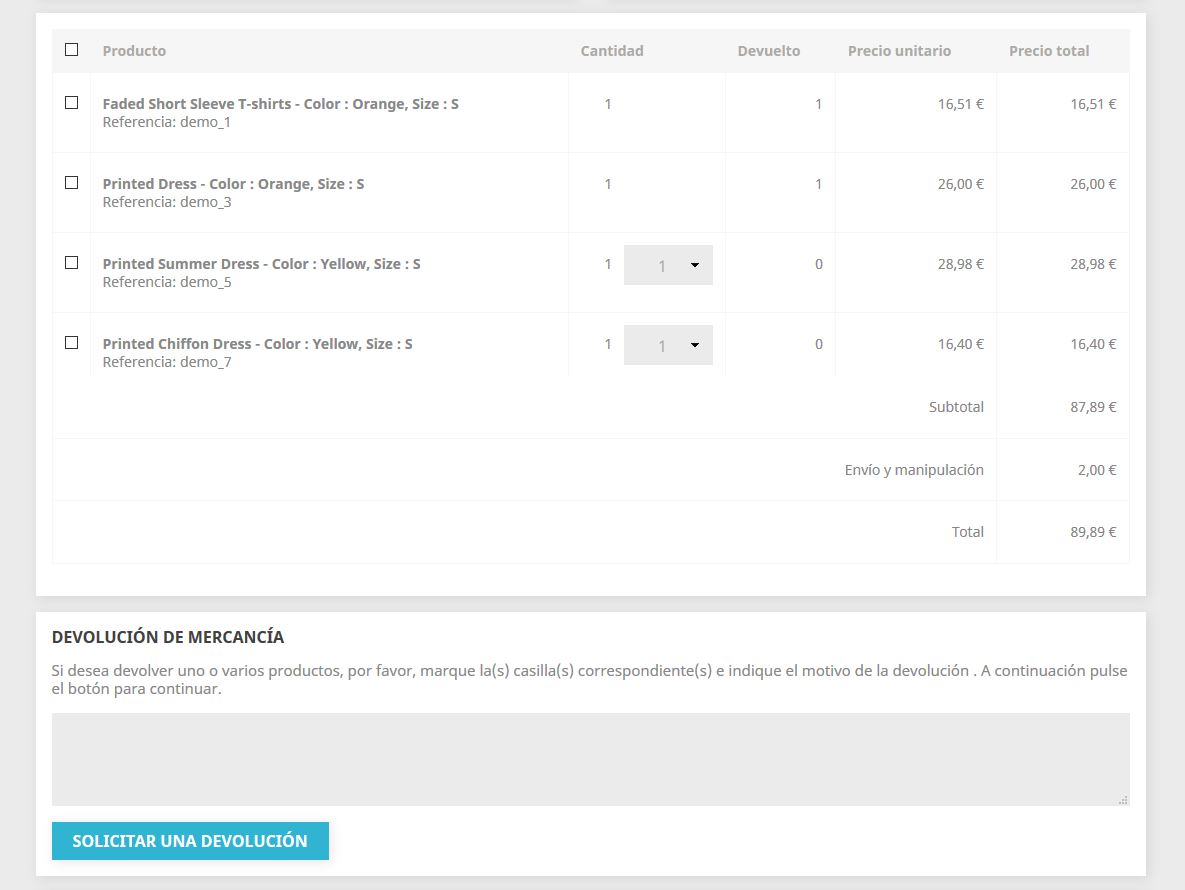 Producto Cantidad Devuelto Precio unitario Precio total
Faded Short Sleeve T-shirts - Color : Orange, Size : S 1 1 16,51 € 16,51 €
Referencia: demo_1
Printed Dress - Color : Orange, Size : S 1 1 26,00 € 26,00 €
Referencia: demo_3
Printed Summer Dress - Color : Yellow, Size : S 1 1 0 28,98 € 28,98 €
Referencia: demo_5
Printed Chiffon Dress - Color : Yellow, Size : S 1 1 0 16,40 € 16,40 €
Referencia: demo_7
Subtotal 87,89 €
Envío y manipulación 2,00 €
Total 89,89 €
DEVOLUCIÓN DE MERCANCÍA
Si desea devolver uno o varios productos, por favor, marque la(s) casilla(s) correspondiente(s) e indique el motivo de la devolución . A continuación pulse
el botón para continuar.
SOLICITAR UNA DEVOLUCIÓN